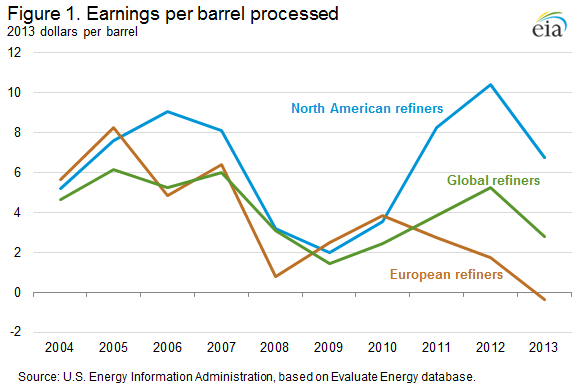 Figure 1. Earnings per barrel processed
2013 dollars per barrel
eia
12
10
8
6
4
2
0
-2
North American refiners
Global refiners
European refiners
2004 2005 2006 2007 2008 2009 2010 2011 2012 2013
Source: U.S. Energy Information Administration, based on Evaluate Energy database.